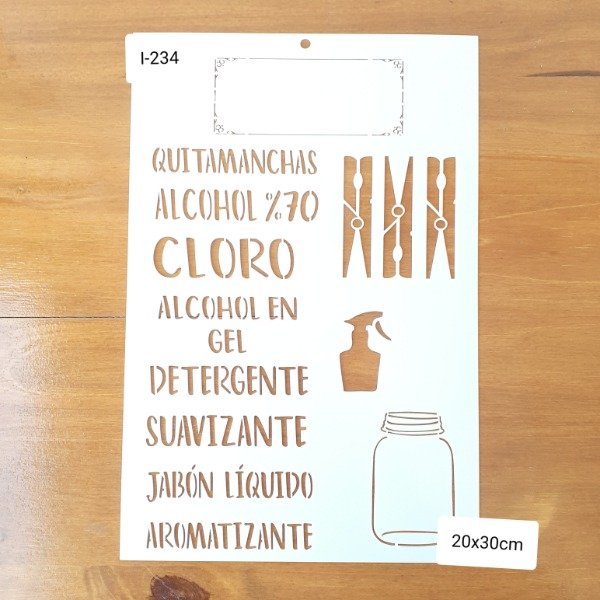 I-234
QUITAMANCHAS
ALCOHOL %70
CLORO
ALCOHOL EN
GEL
DETERGENTE
SUAVIZANTE
JABÓN LÍQUIDO
AROMATIZANTE
20x30cm